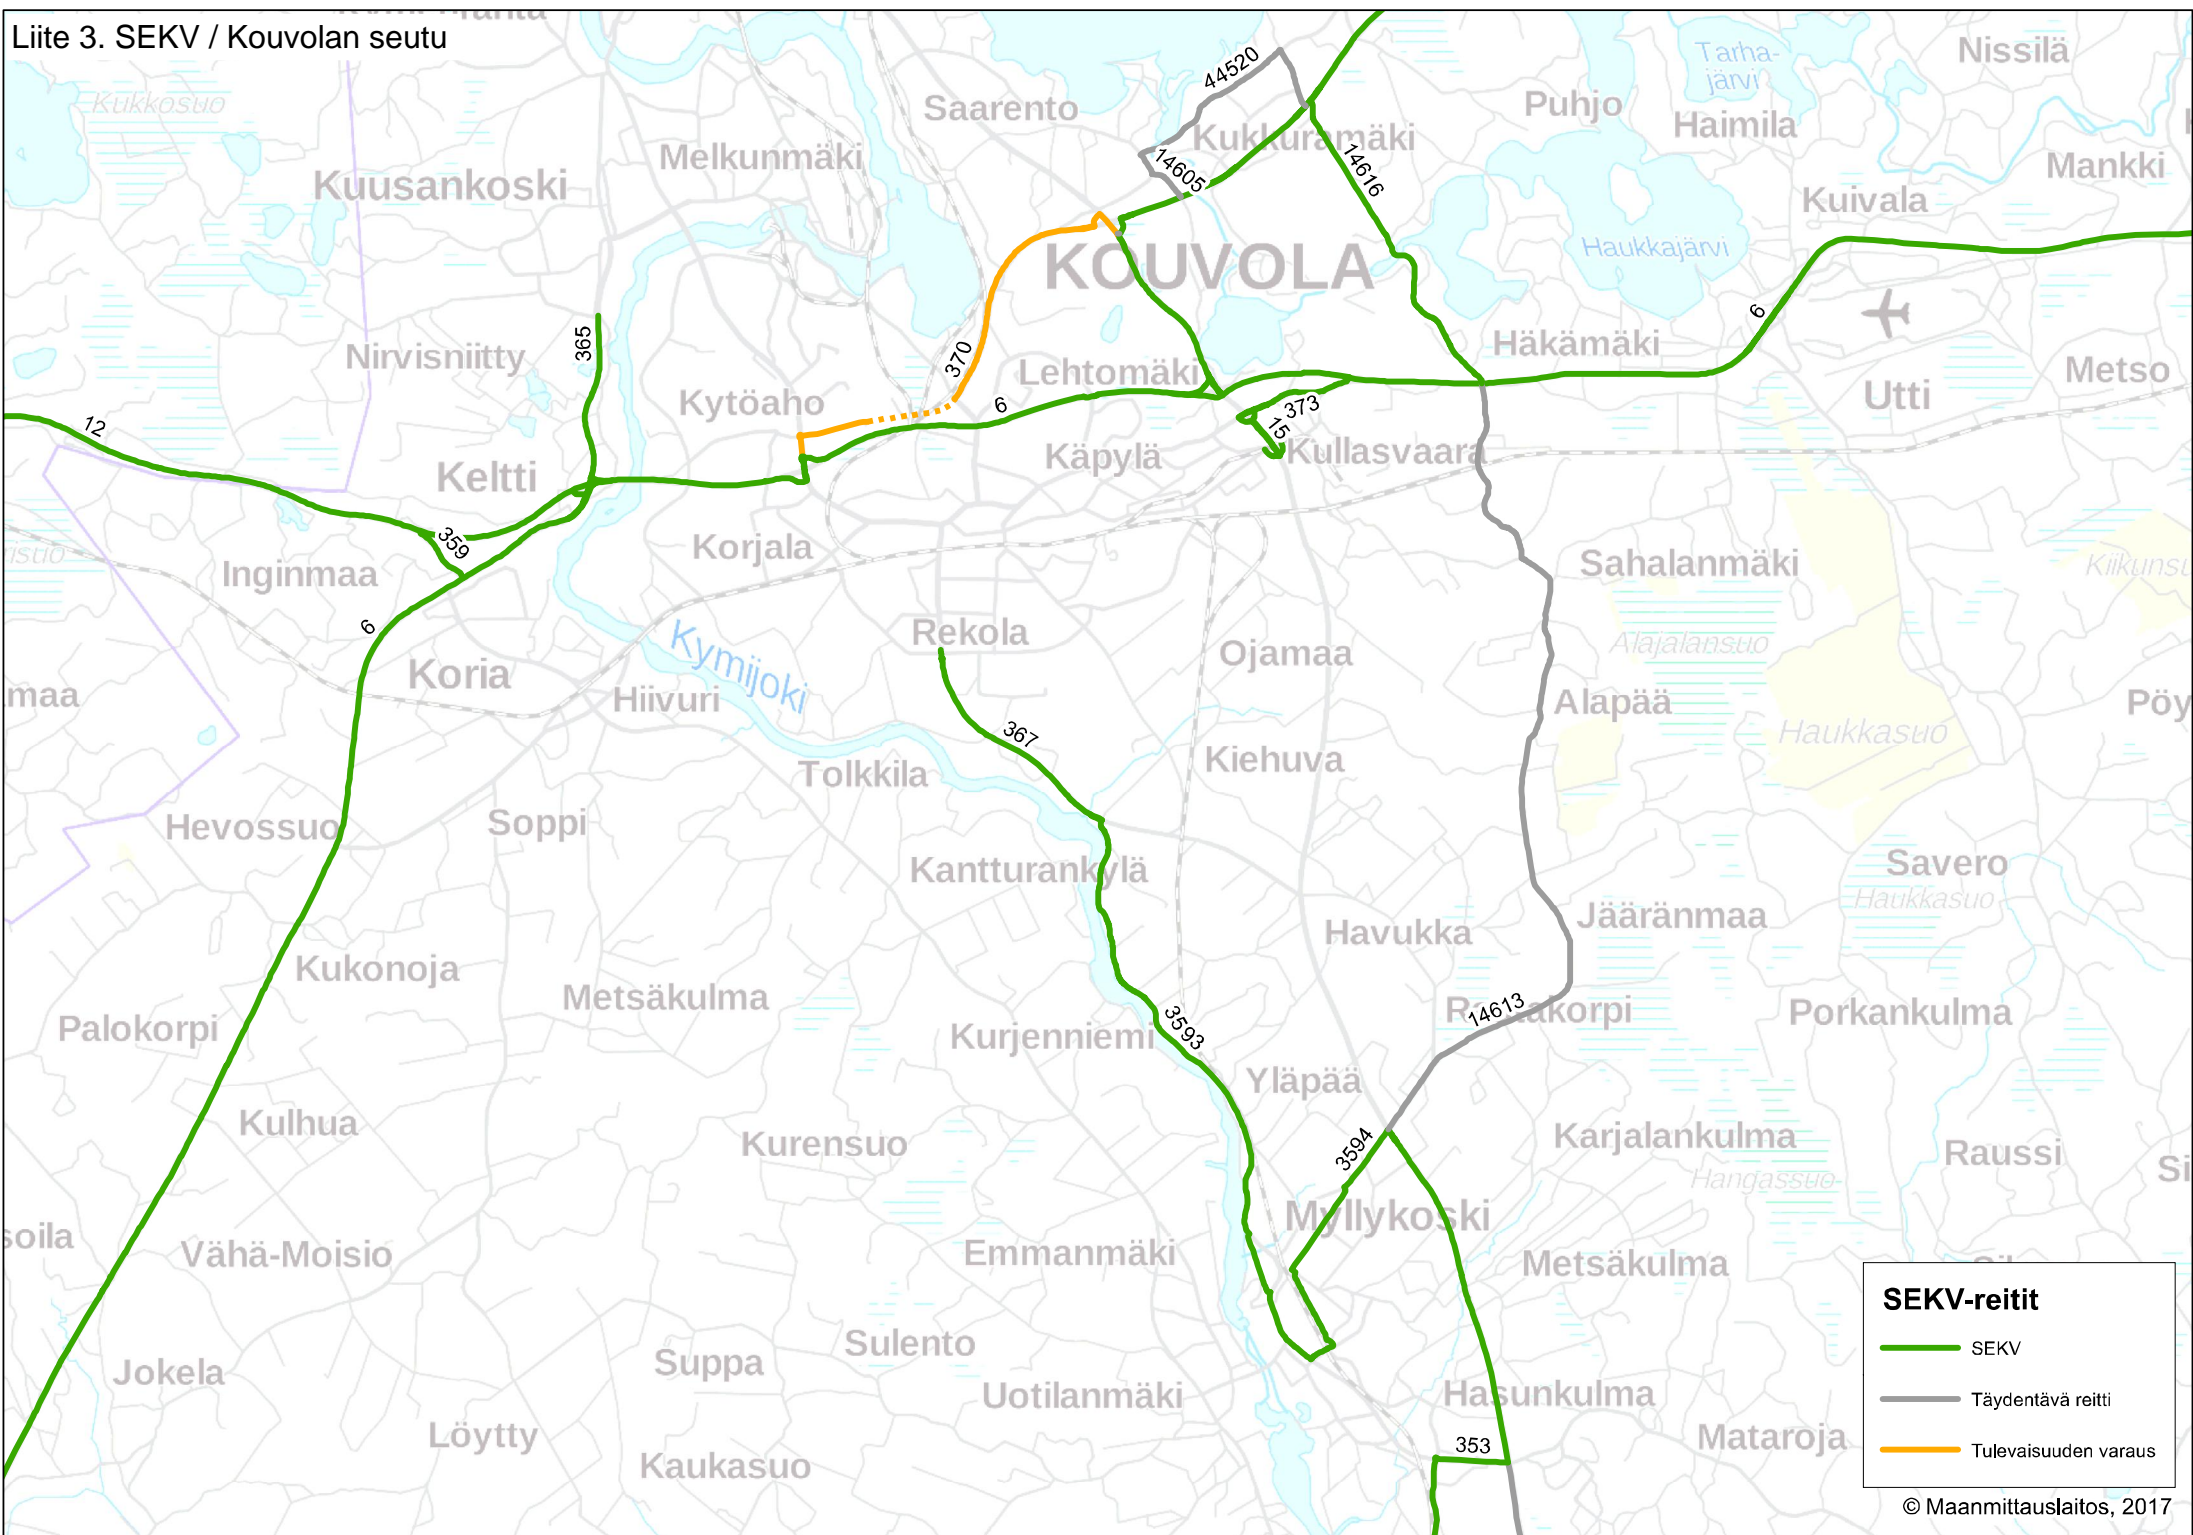 Liite 3. SEKV / Kouvolan seutu
Nissilä
Tarha-
järvi
44520
Kukkosuo
Saarento
Puhjo
Haimila
Kukkuramäki
Melkunmäki
14605
14616
Mankki
Kuusankoski
Kuivala
Haukkajärvi
KOUVOLA
6
365
Nirvisniitty
370
Häkämäki
Lehtomäki
Metso
Utti
Kytöaho
6
373
12
15
Käpylä
Kullasvaara
Keltti
359
Korjala
isuo
Inginmaa
Sahalanmäki
Kiikunsu
6
Rekola
Kymijoki
Ojamaa
Alajalansuo
Koria
maa
Hiivuri
Alapää
Pöy
367
Haukkasuo
Kiehuva
Tolkkila
Hevossuo
Soppi
Kantturankylä
Savero
Haukkasuo
Jääränmaa
Havukka
Kukonoja
Metsäkulma
14613
Porkankulma
Palokorpi
3593
Kurjenniemi
Yläpää
Kulhua
3594
Kurensuo
Karjalankulma
Raussi
Si
Hangassuo
Myllykoski
soila
Vähä-Moisio
Emmanmäki
Metsäkulma
Sulento
Suppa
Jokela
Uotilanmäki
Hasunkulma
Löytty
353
Mataroja
Kaukasuo
SEKV-reitit
SEKV
Täydentävä reitti
Tulevaisuuden varaus
© Maanmittauslaitos, 2017